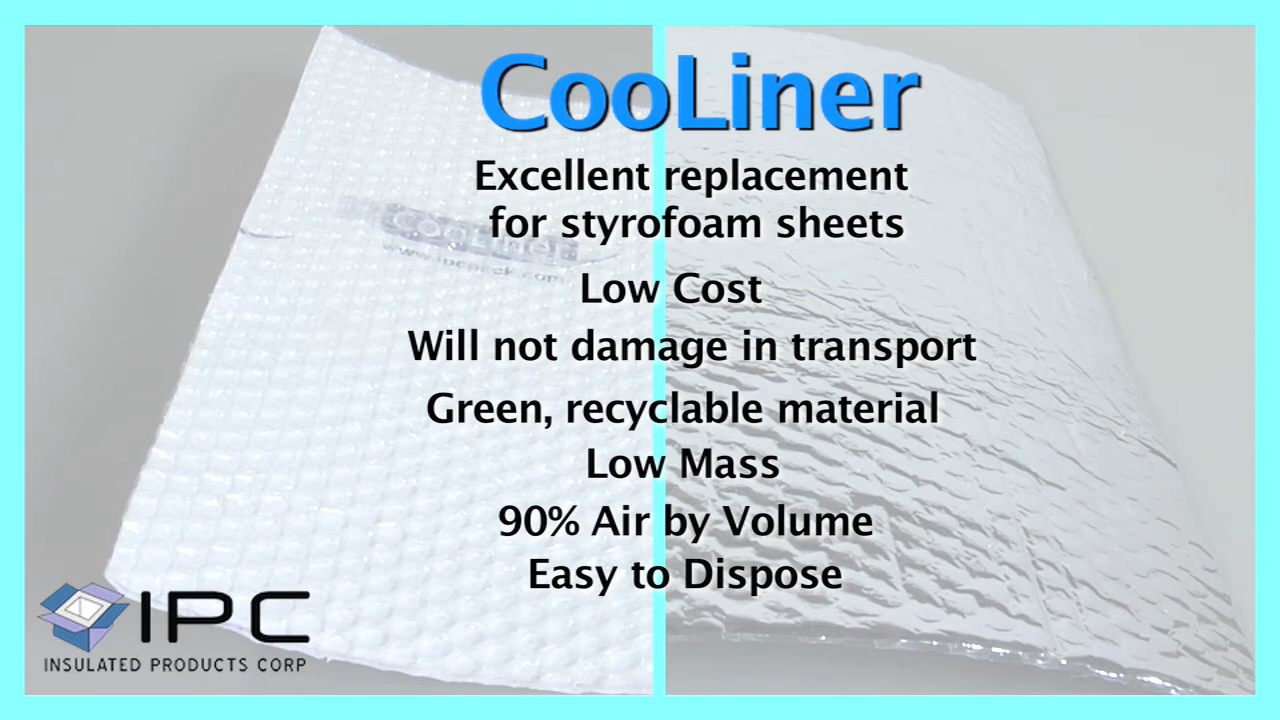 CooLiner
Excellent replacement
for styrofoam sheets
CooLiner
Low Cost
Will not damage in transport
Green, recyclable material
Low Mass
90% Air by Volume
Easy to Dispose
IPC
INSULATED PRODUCTS CORP